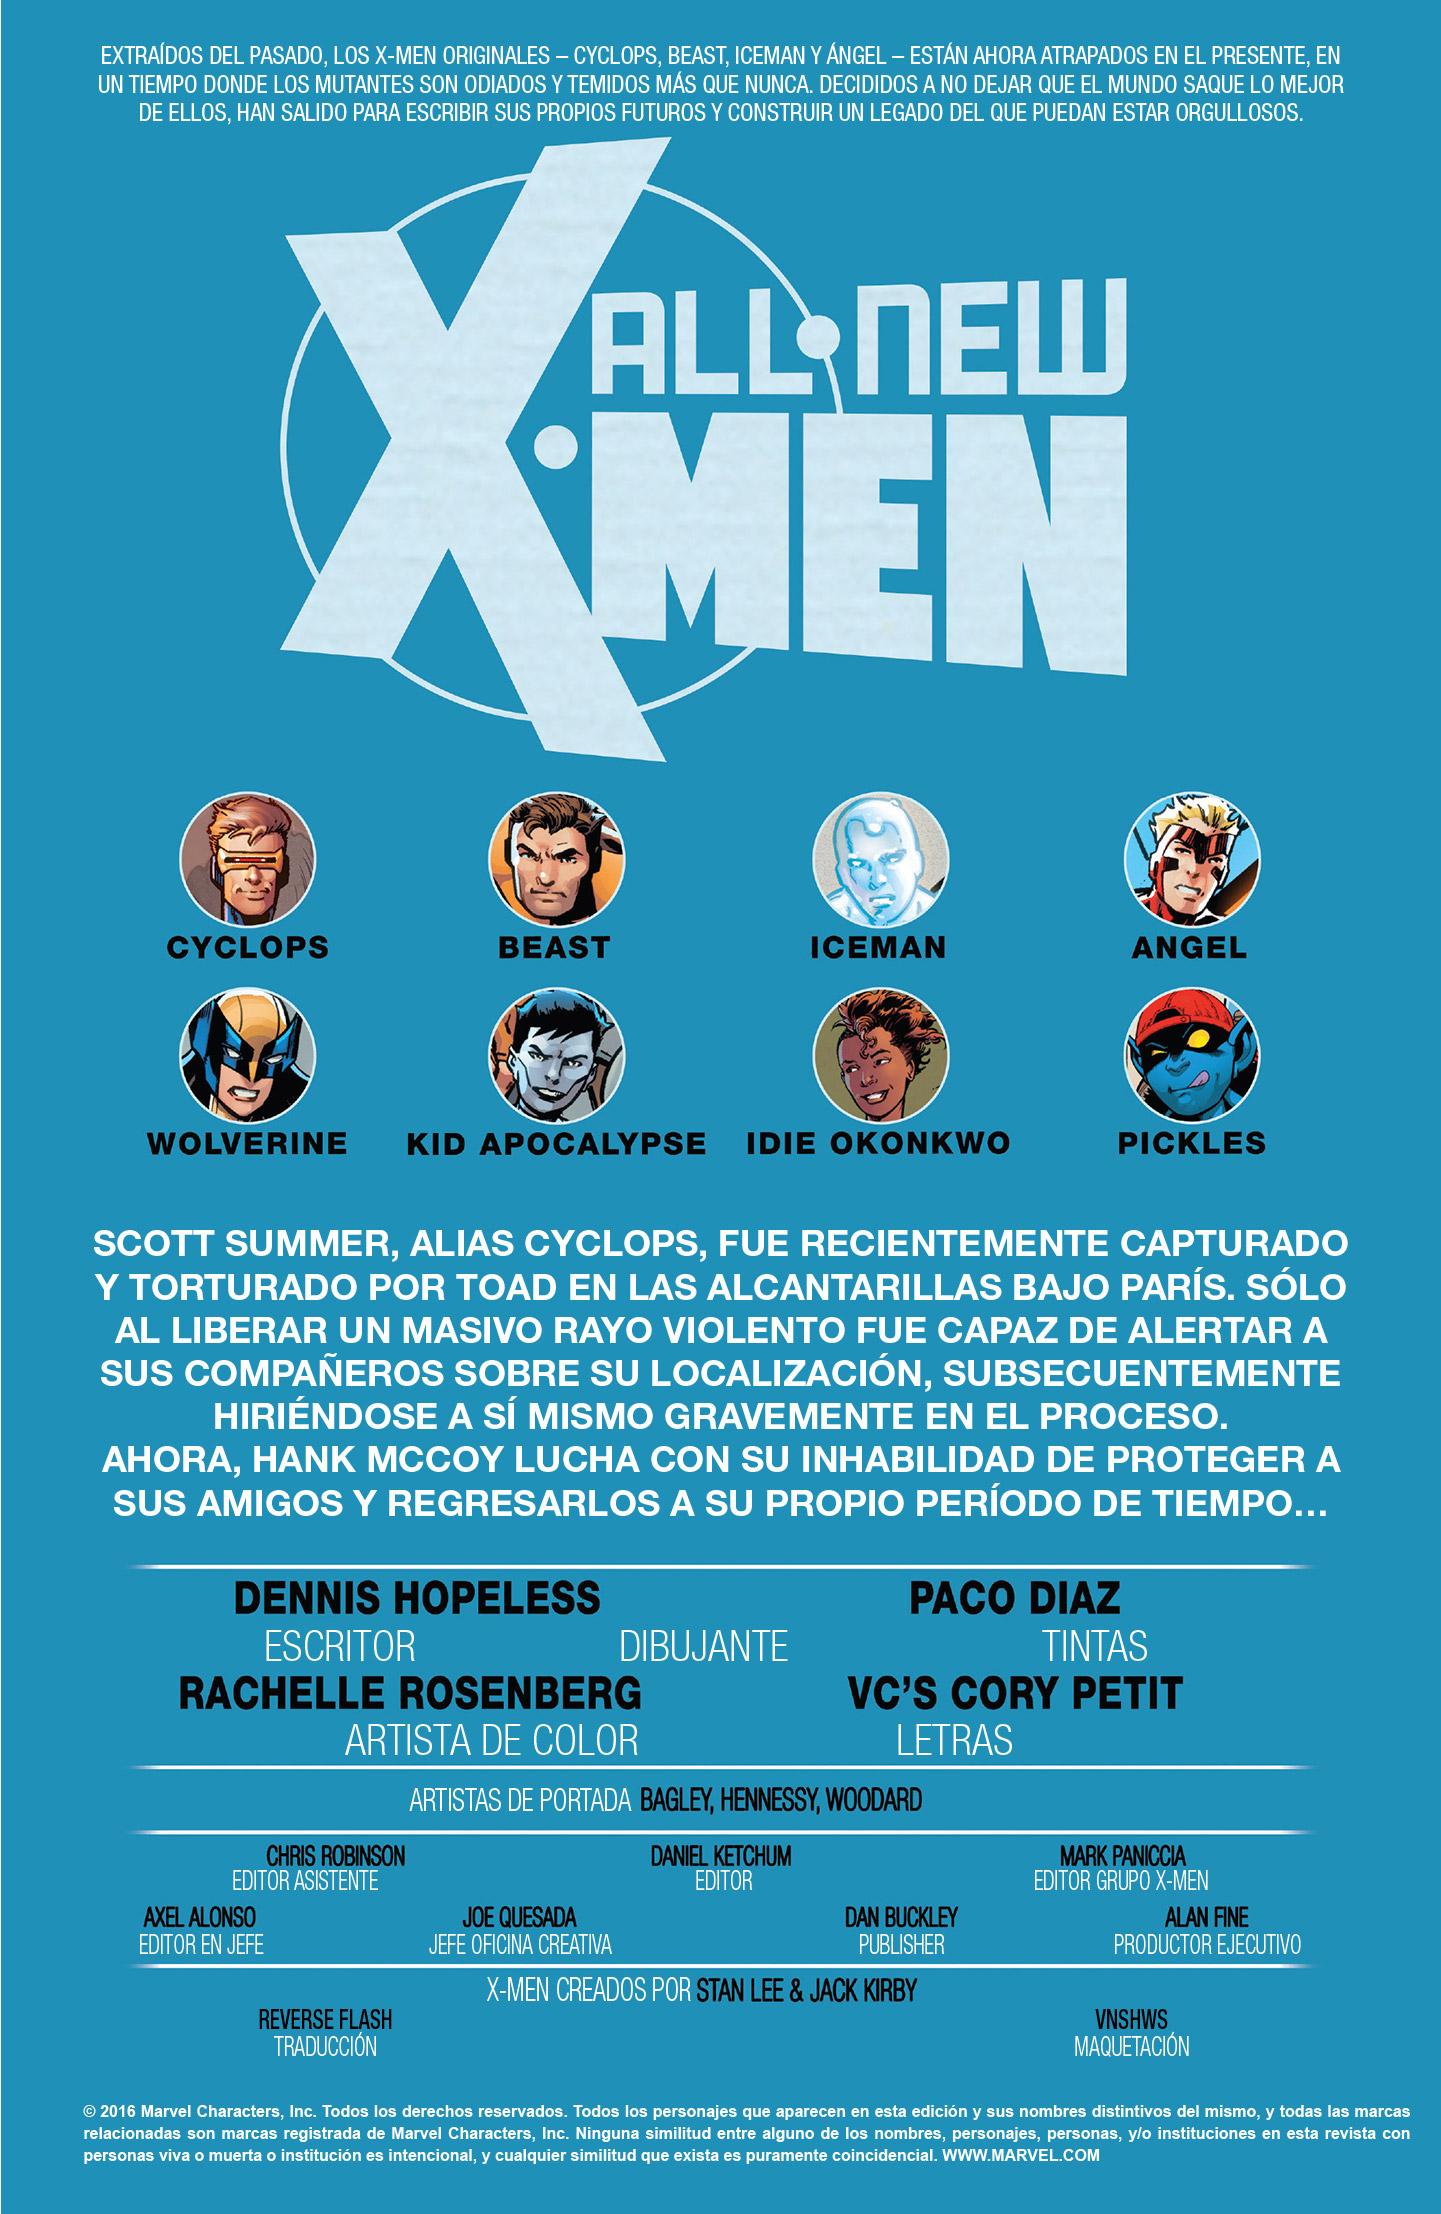 EXTRAÍDOS DEL PASADO, LOS X-MEN ORIGINALES – CYCLOPS, BEAST, ICEMAN Y ÁNGEL – ESTÁN AHORA ATRAPADOS EN EL PRESENTE, EN
UN TIEMPO DONDE LOS MUTANTES SON ODIADOS Y TEMIDOS MÁS QUE NUNCA. DECIDIDOS A NO DEJAR QUE EL MUNDO SAQUE LO MEJOR
DE ELLOS, HAN SALIDO PARA ESCRIBIR SUS PROPIOS FUTUROS Y CONSTRUIR UN LEGADO DEL QUE PUEDAN ESTAR ORGULLOSOS.
ALL·NEW
X·MEN
CYCLOPS BEAST ICEMAN ANGEL
WOLVERINE KID APOCALYPSE IDIE OKONKWO PICKLES
SCOTT SUMMER, ALIAS CYCLOPS, FUE RECIENTEMENTE CAPTURADO
Y TORTURADO POR TOAD EN LAS ALCANTARILLAS BAJO PARÍS. SÓLO
AL LIBERAR UN MASIVO RAYO VIOLENTO FUE CAPAZ DE ALERTAR A
SUS COMPAÑEROS SOBRE SU LOCALIZACIÓN, SUBSECUENTEMENTE
HIRIÉNDOSE A SÍ MISMO GRAVEMENTE EN EL PROCESO.
AHORA, HANK MCCOY LUCHA CON SU INHABILIDAD DE PROTEGER A
SUS AMIGOS Y REGRESARLOS A SU PROPIO PERÍODO DE TIEMPO...
DENNIS HOPELESS PACO DIAZ
ESCRITOR DIBUJANTE TINTAS
RACHELLE ROSENBERG VC'S CORY PETIT
ARTISTA DE COLOR LETRAS
ARTISTAS DE PORTADA BAGLEY, HENNESSY, WOODARD
CHRIS ROBINSON DANIEL KETCHUM MARK PANICCIA
EDITOR ASISTENTE EDITOR EDITOR GRUPO X-MEN
AXEL ALONSO JOE QUESADA DAN BUCKLEY ALAN FINE
EDITOR EN JEFE JEFE OFICINA CREATIVA PUBLISHER PRODUCTOR EJECUTIVO
X-MEN CREADOS POR STAN LEE & JACK KIRBY
REVERSE FLASH VNSHWS
TRADUCCIÓN MAQUETACIÓN
© 2016 Marvel Characters, Inc. Todos los derechos reservados. Todos los personajes que aparecen en esta edición y sus nombres distintivos del mismo, y todas las marcas
relacionadas son marcas registrada de Marvel Characters, Inc. Ninguna similitud entre alguno de los nombres, personajes, personas, y/o instituciones en esta revista con
personas viva o muerta o institución es intencional, y cualquier similitud que exista es puramente coincidencial. WWW.MARVEL.COM